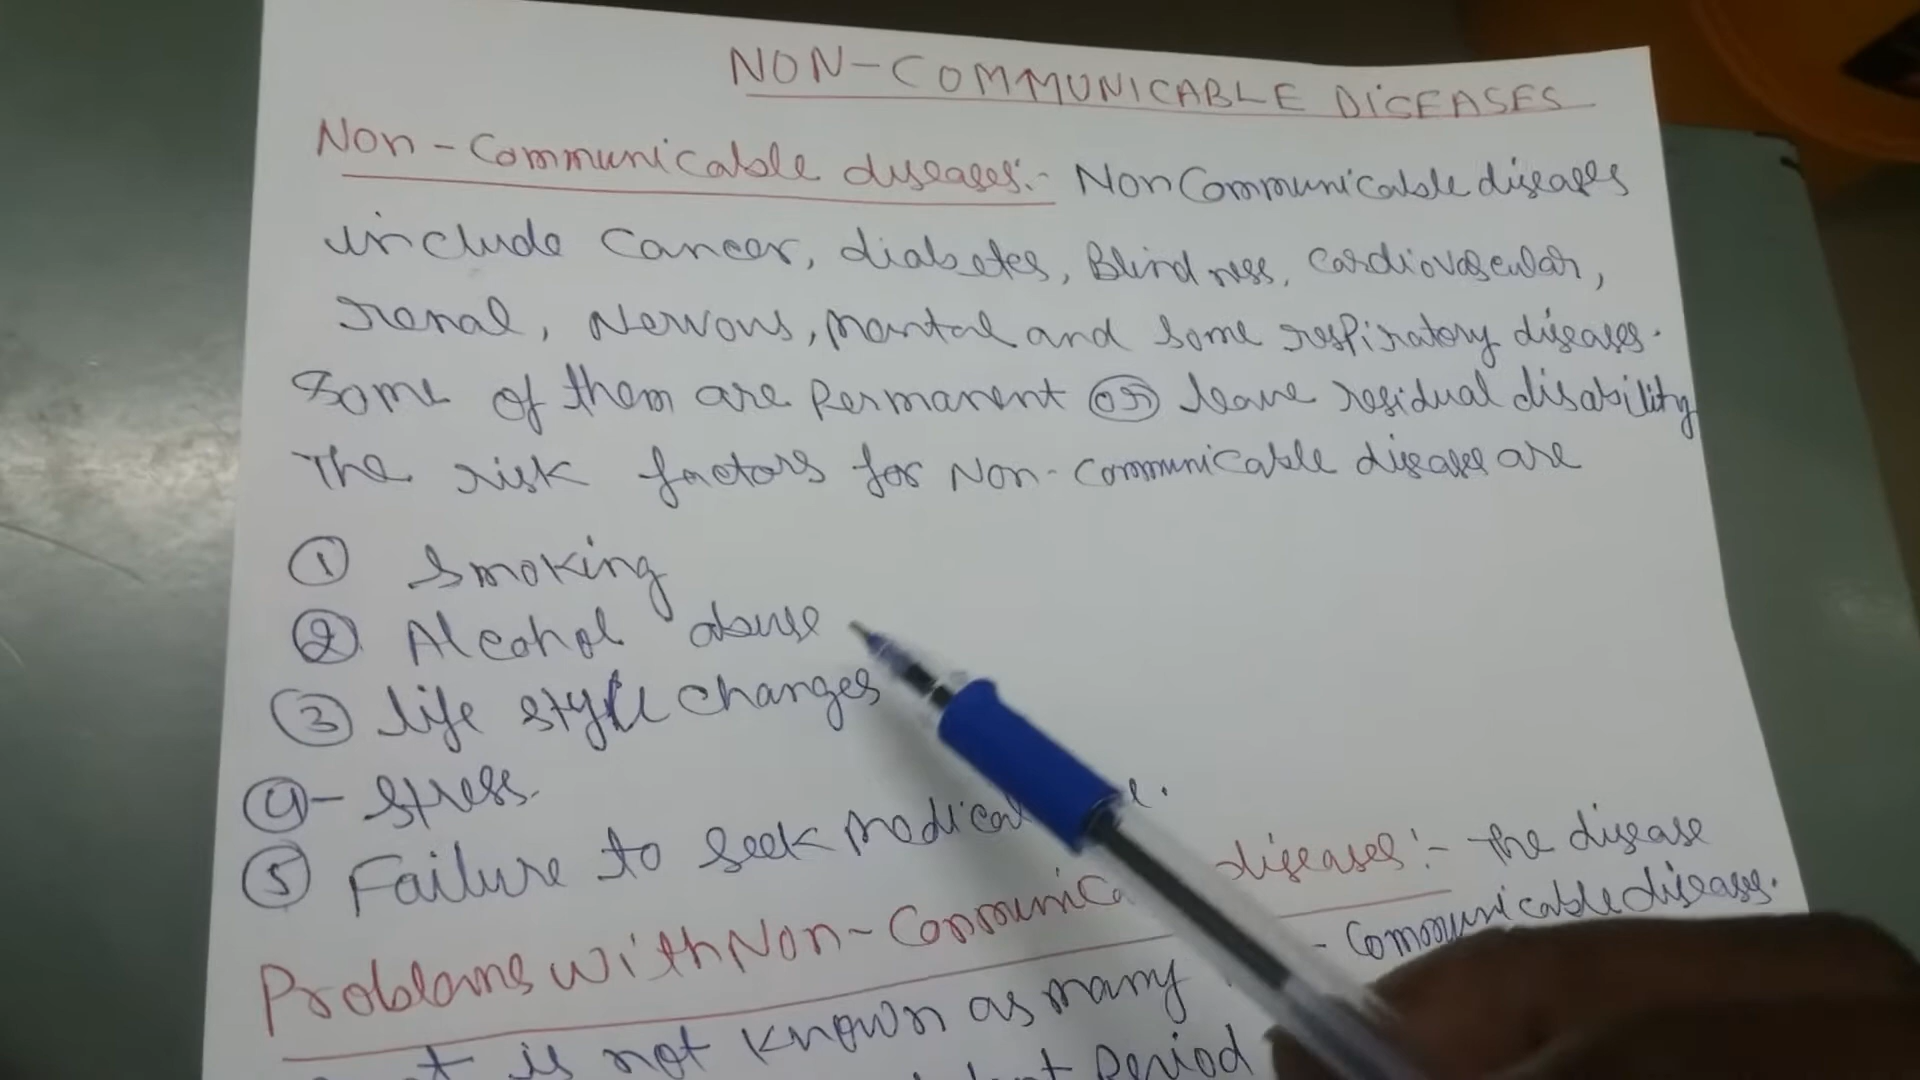 NON-COMMUNICABLE DISEASES
Non-Communicable diseases:- Non Communicable diseases
include Cancer, diabetes, Blindness, Cardiovascular,
renal, Nervous, mental and some respiratory diseases.
Some of them are Permanent or leave residual disability
The risk factors for Non-Communicable diseases are
① Smoking
② Alcohol abuse
③ life style changes
④- Stress.
⑤ Failure to seek medical
Problems with Non-Communica diseases:- The disease
is not known as many - Communicable diseases.
Period